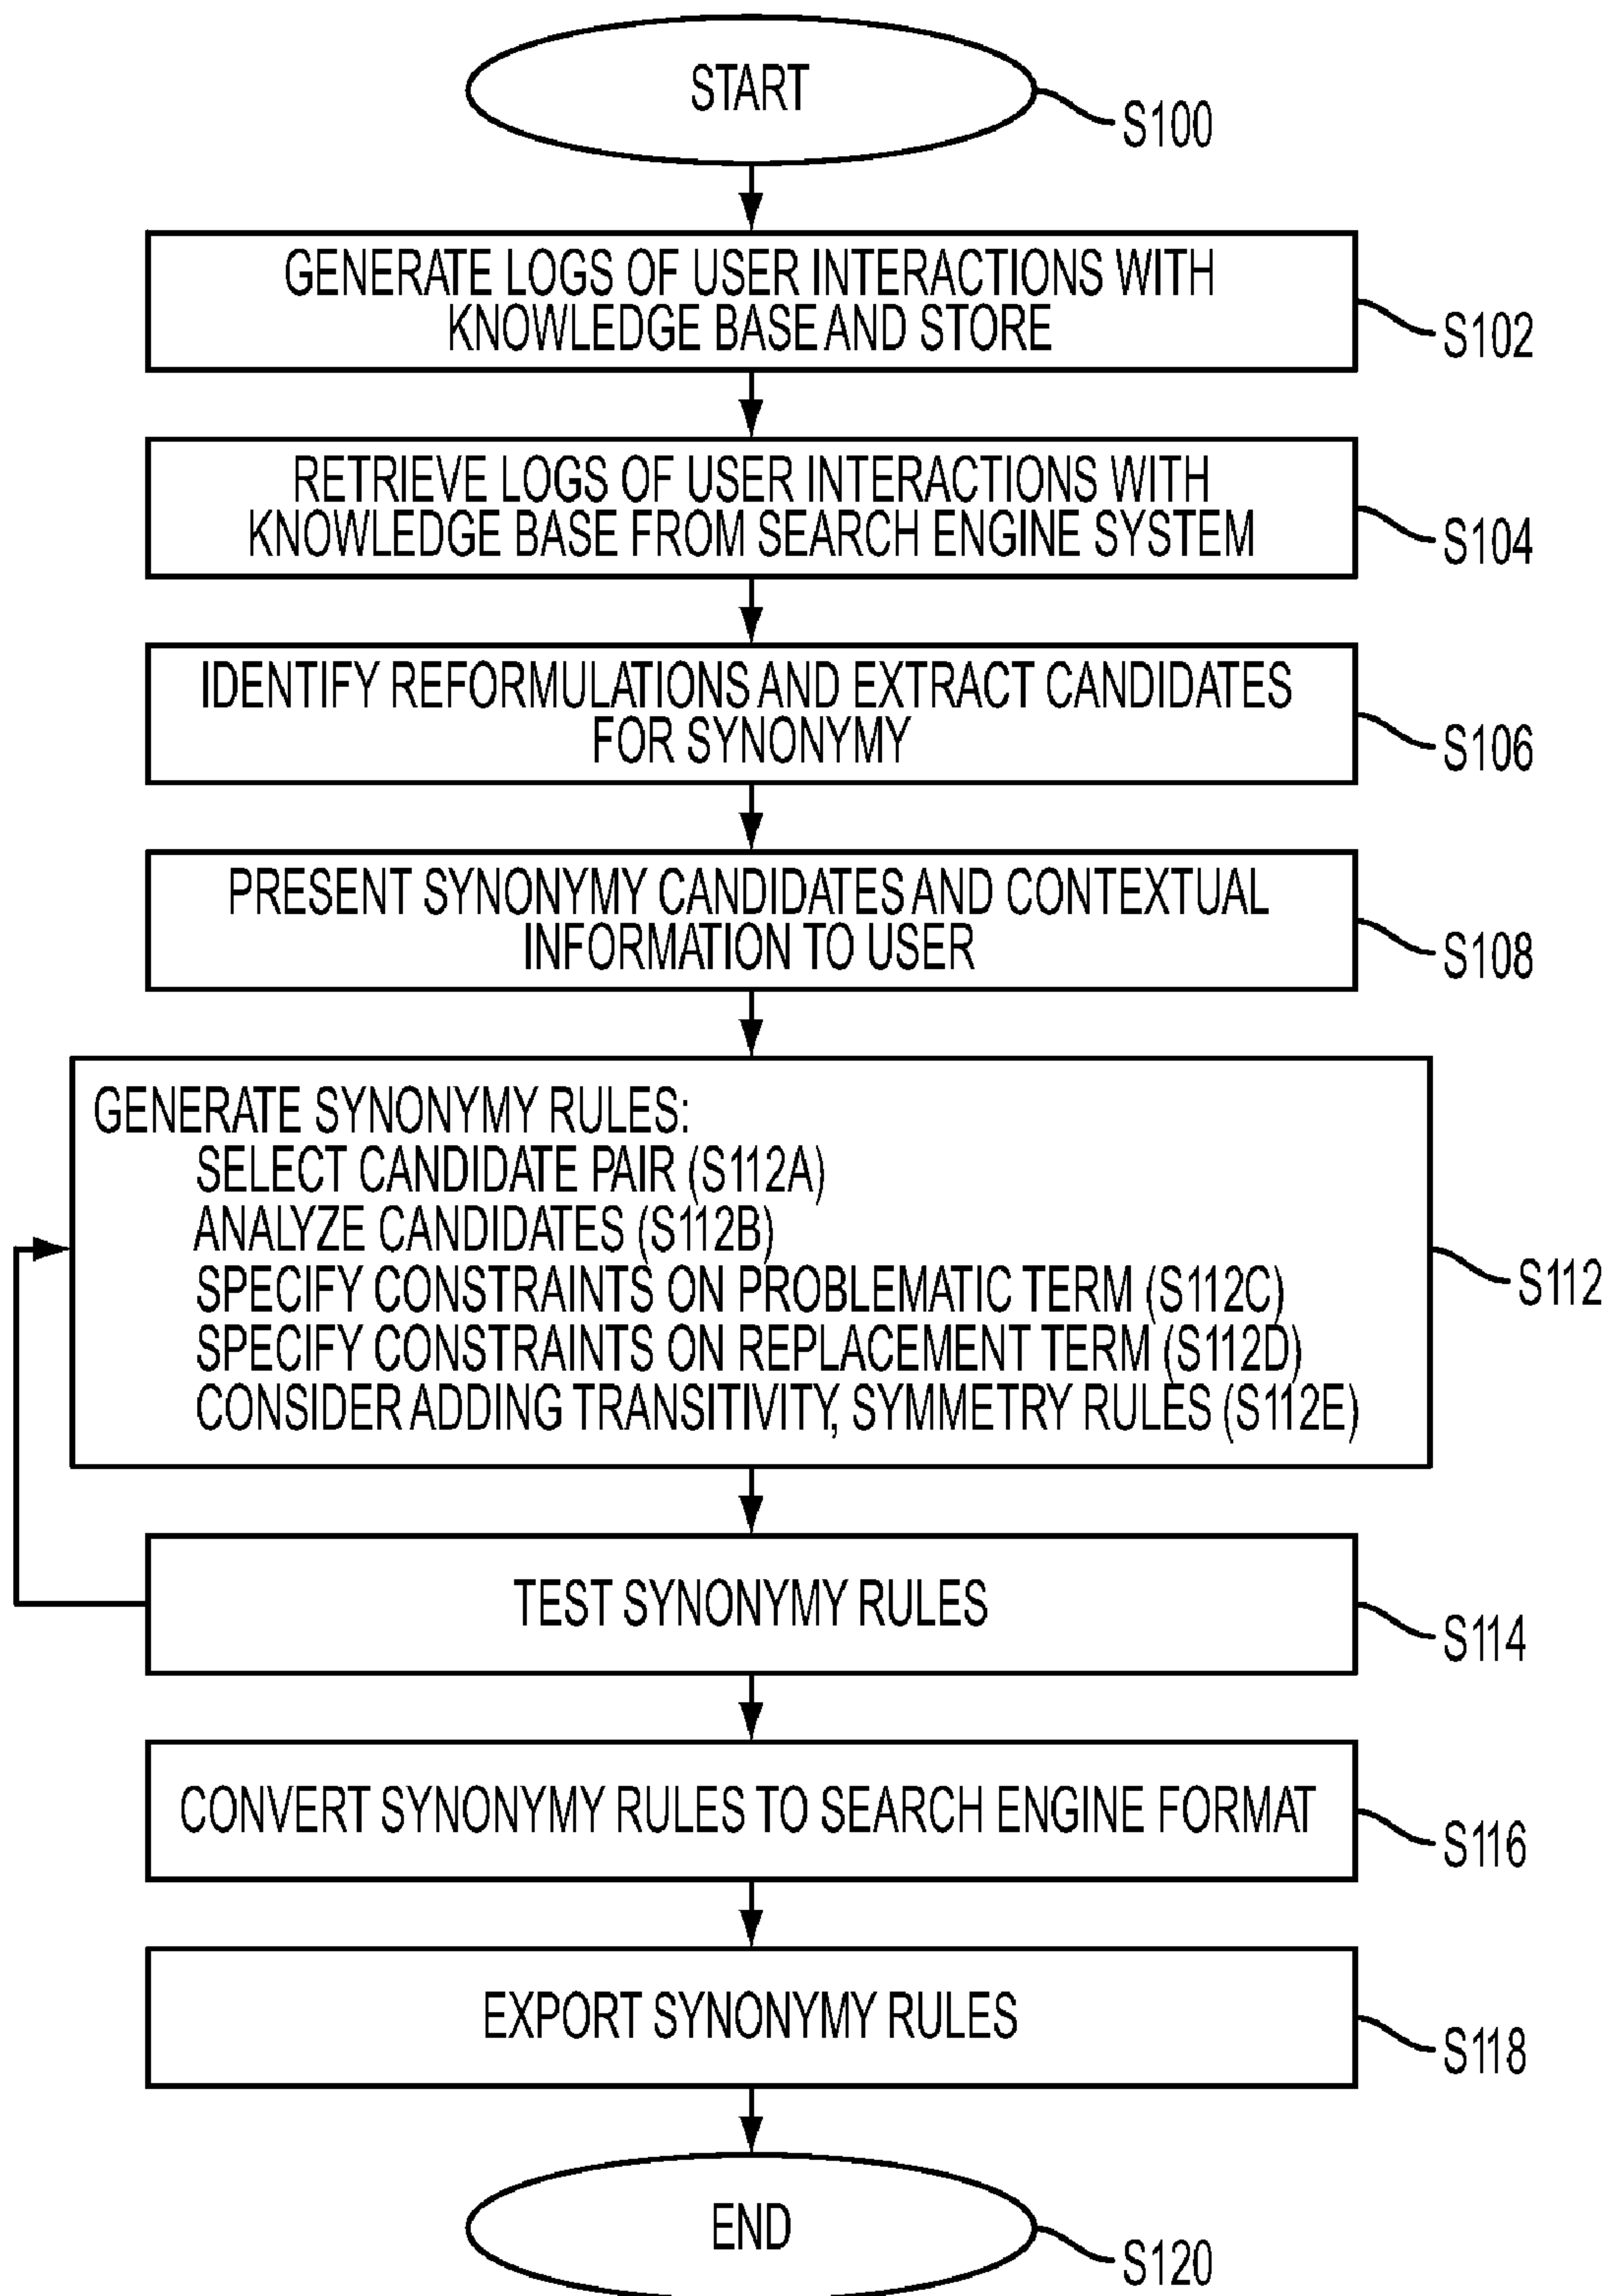 START
S100
GENERATE LOGS OF USER INTERACTIONS WITH
KNOWLEDGE BASE AND STORE
S102
RETRIEVE LOGS OF USER INTERACTIONS WITH
KNOWLEDGE BASE FROM SEARCH ENGINE SYSTEM
S104
IDENTIFY REFORMULATIONS AND EXTRACT CANDIDATES
FOR SYNONYMY
S106
PRESENT SYNONYMY CANDIDATES AND CONTEXTUAL
INFORMATION TO USER
S108
GENERATE SYNONYMY RULES:
SELECT CANDIDATE PAIR (S112A)
ANALYZE CANDIDATES (S112B)
SPECIFY CONSTRAINTS ON PROBLEMATIC TERM (S112C)
SPECIFY CONSTRAINTS ON REPLACEMENT TERM (S112D)
CONSIDER ADDING TRANSITIVITY, SYMMETRY RULES (S112E)
S112
TEST SYNONYMY RULES
S114
CONVERT SYNONYMY RULES TO SEARCH ENGINE FORMAT
S116
EXPORT SYNONYMY RULES
S118
END
S120